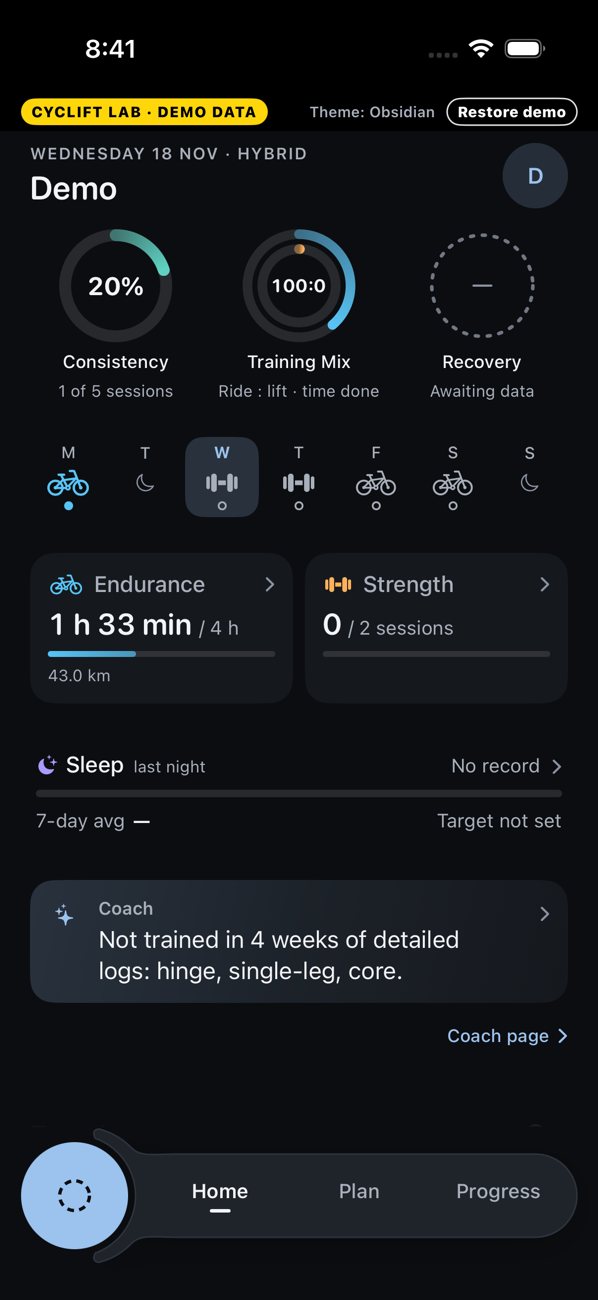 8:41
CYCLIFT LAB · DEMO DATA
Theme: Obsidian
Restore demo
WEDNESDAY 18 NOV · HYBRID
Demo
D
20%
100:0
—
Consistency
Training Mix
Recovery
1 of 5 sessions
Ride : lift · time done
Awaiting data
M T W T F S S
Endurance
1 h 33 min / 4 h
43.0 km
Strength
0 / 2 sessions
Sleep last night
No record
7-day avg —
Target not set
Coach
Not trained in 4 weeks of detailed
logs: hinge, single-leg, core.
Coach page
Home
Plan
Progress